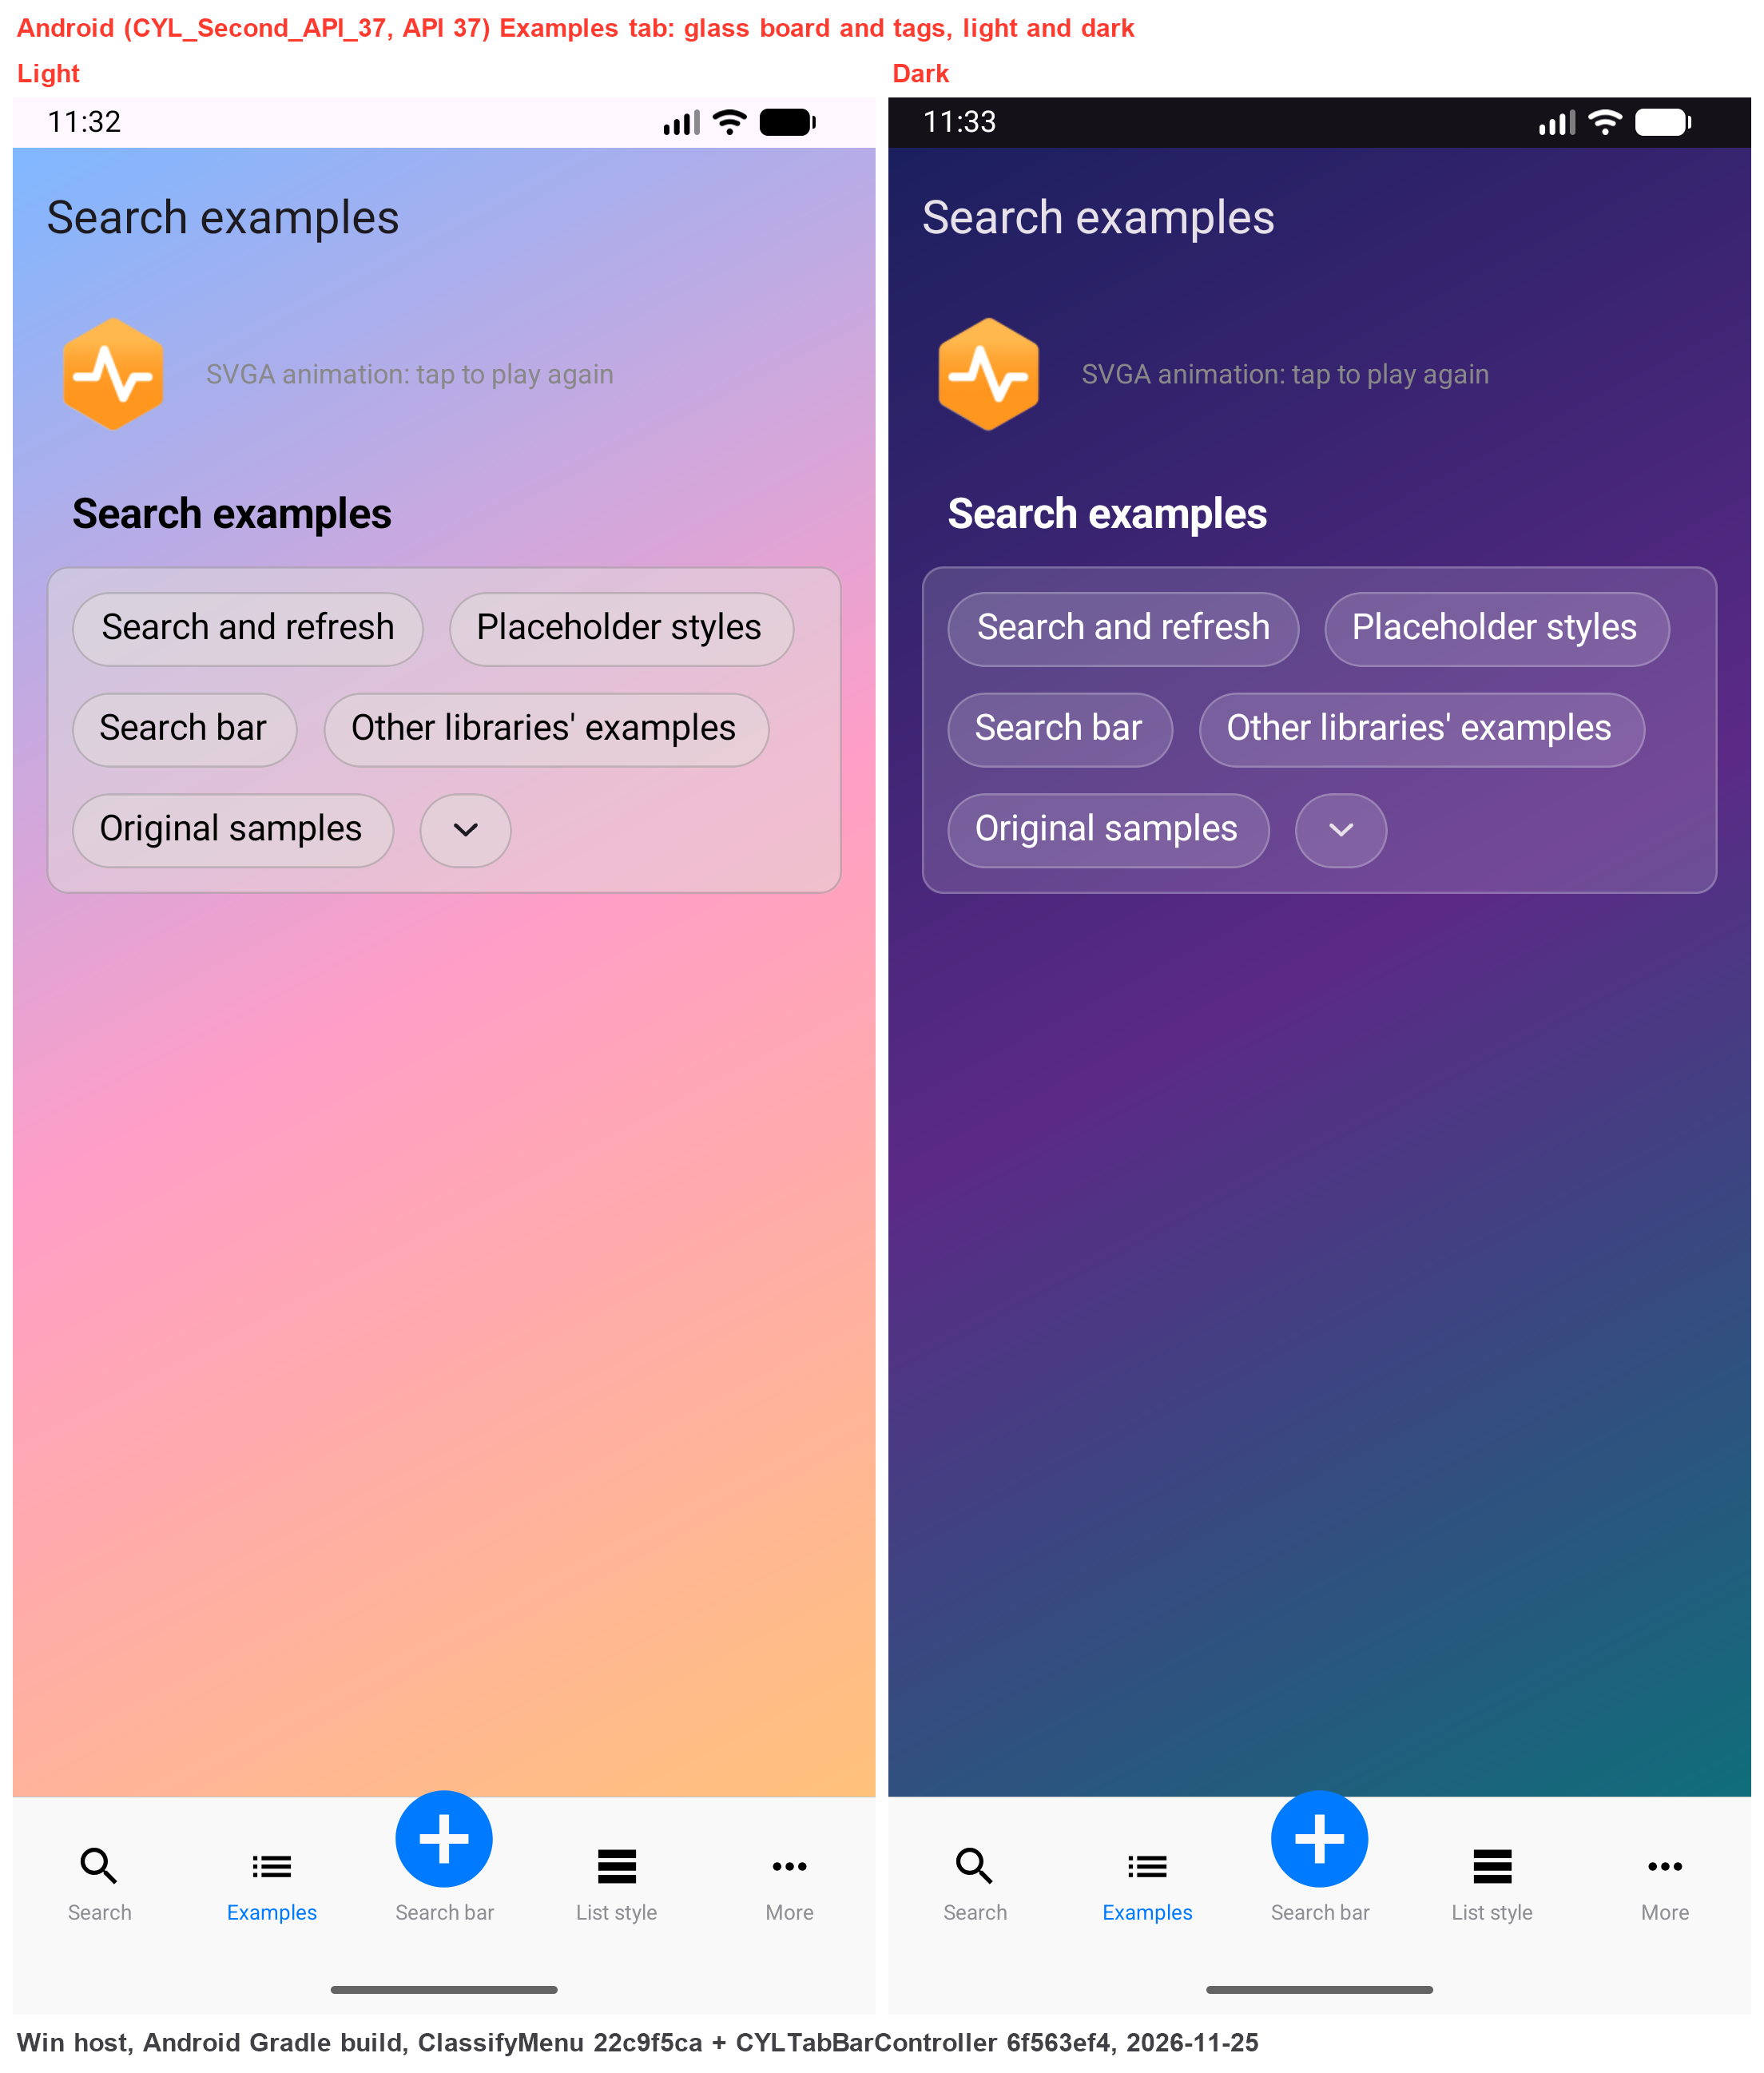 Android (CYL_Second_API_37, API 37) Examples tab: glass board and tags, light and dark
Light
Dark
11:32
Search examples
SVGA animation: tap to play again
Search examples
Search and refresh
Placeholder styles
Search bar
Other libraries' examples
Original samples
Search
Examples
Search bar
List style
More
11:33
Search examples
SVGA animation: tap to play again
Search examples
Search and refresh
Placeholder styles
Search bar
Other libraries' examples
Original samples
Search
Examples
Search bar
List style
More
Win host, Android Gradle build, ClassifyMenu 22c9f5ca + CYLTabBarController 6f563ef4, 2026-11-25